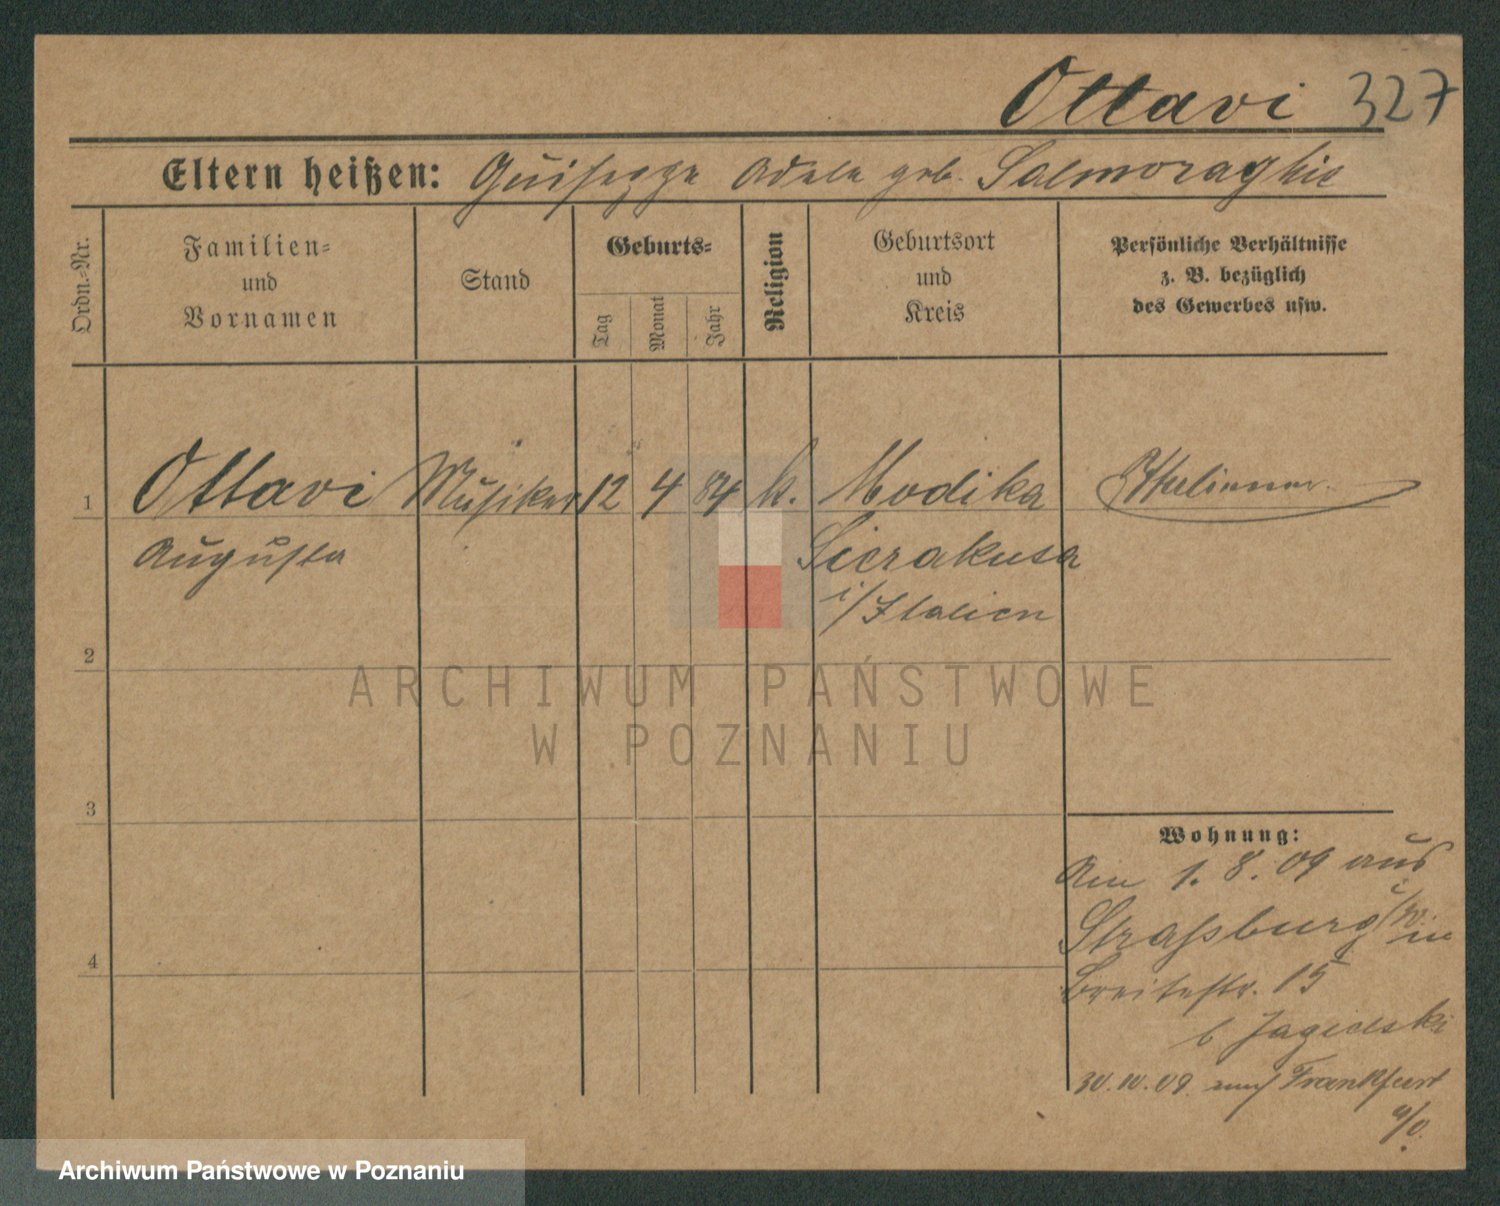 Ottavi 327
Eltern heißen: Guiseppe Adele geb. Salmoraghie
Ordn.-Nr.
Familien-
und
Vornamen
Stand
Geburts-
Tag
Monat
Jahr
Religion
Geburtsort
und
Kreis
Persönliche Verhältnisse
z. B. bezüglich
des Gewerbes usw.
1 Ottavi Musiker 12 4 84 k. Modika
Augusta Sicrakusa
i/Italien
2
ARCHIWUM PAŃSTWOWE
W POZNANIU
3
Wohnung:
Am 1. 8. 09 aus
Straßburg i/W. in
4
Breitestr. 15
b Jagielski
30.10.09. nach Frankfurt
a/O.
Archiwum Państwowe w Poznaniu